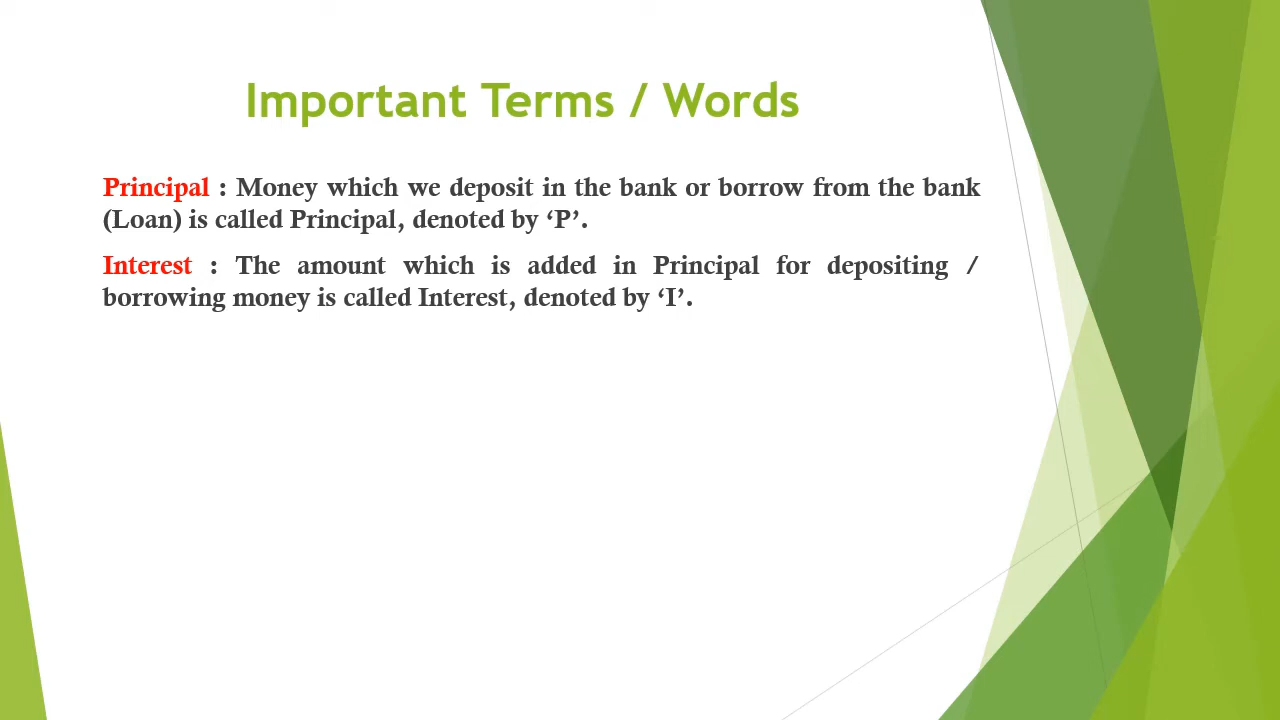 Important Terms / Words
Principal : Money which we deposit in the bank or borrow from the bank
(Loan) is called Principal, denoted by ‘P’.
Interest : The amount which is added in Principal for depositing /
borrowing money is called Interest, denoted by ‘I’.